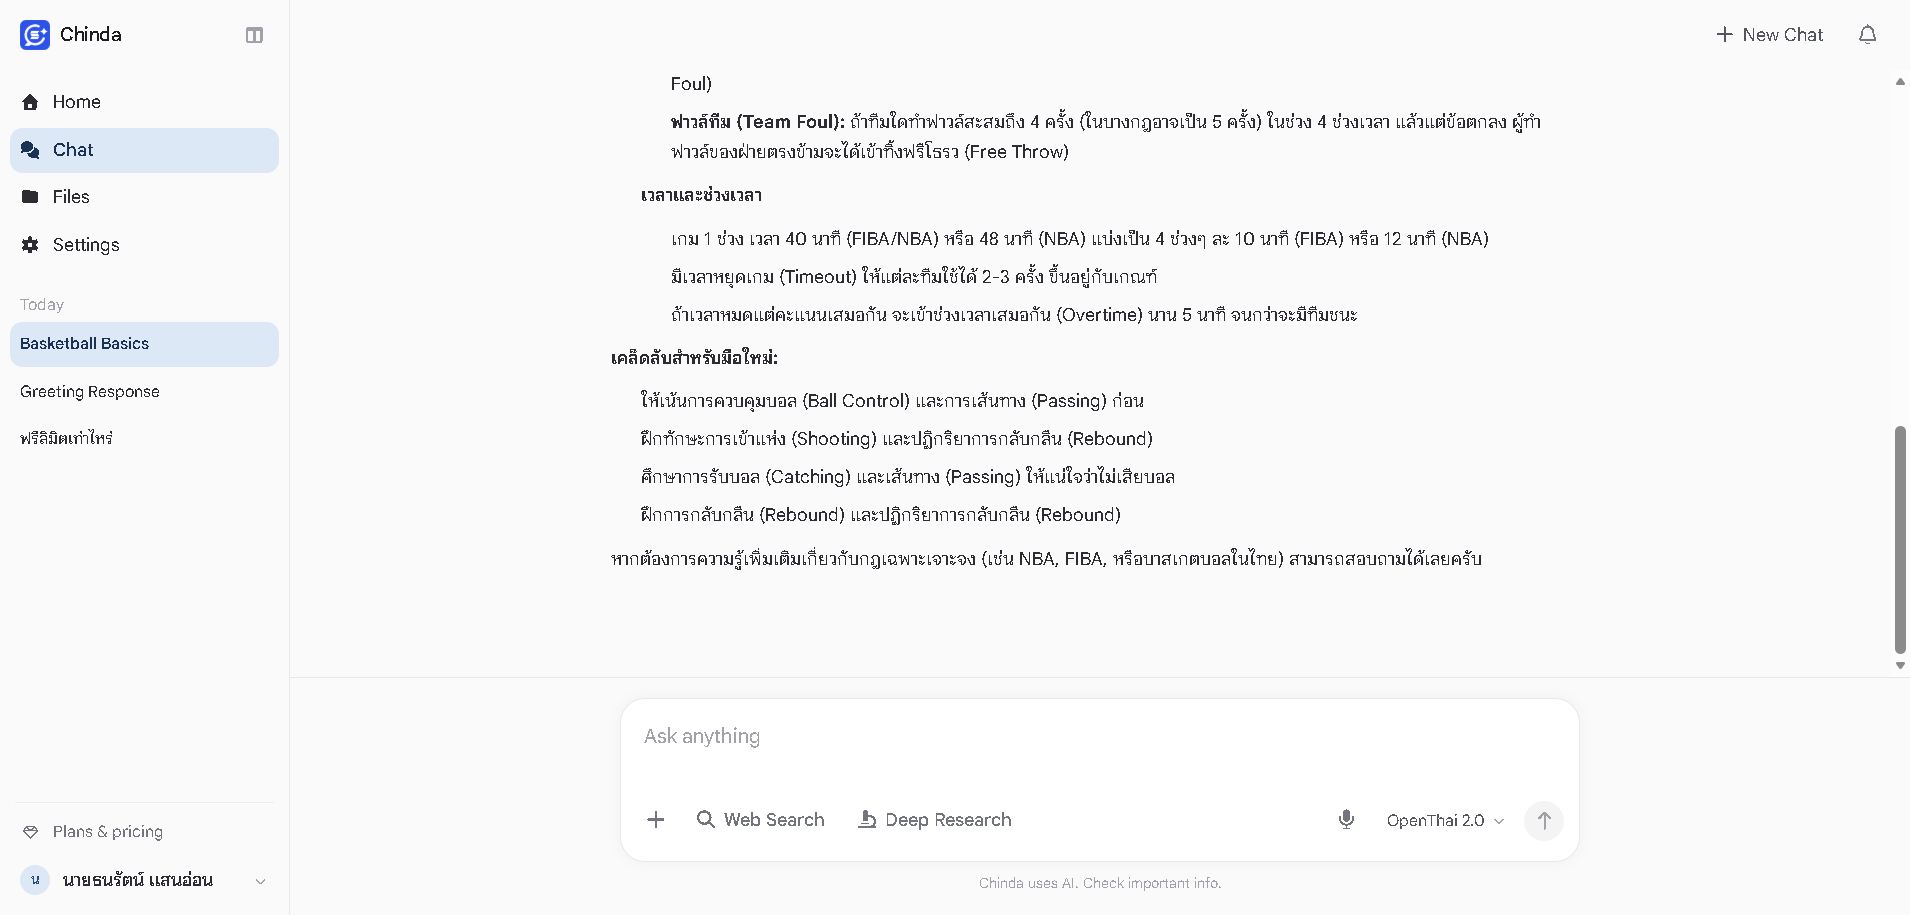 Chinda
Home
Chat
Files
Settings
Today
Basketball Basics
Greeting Response
ฟรีลิมิตเท่าไหร่
Plans & pricing
น
นายธนรัตน์ แสนอ่อน
New Chat
Foul)
ฟาวล์ทีม (Team Foul): ถ้าทีมใดทำฟาวล์สะสมถึง 4 ครั้ง (ในบางกฎอาจเป็น 5 ครั้ง) ในช่วง 4 ช่วงเวลา แล้วแต่ข้อตกลง ผู้ทำ
ฟาวล์ของฝ่ายตรงข้ามจะได้เข้าทิ้งฟรีโธรว (Free Throw)
เวลาและช่วงเวลา
เกม 1 ช่วง เวลา 40 นาที (FIBA/NBA) หรือ 48 นาที (NBA) แบ่งเป็น 4 ช่วงๆ ละ 10 นาที (FIBA) หรือ 12 นาที (NBA)
มีเวลาหยุดเกม (Timeout) ให้แต่ละทีมใช้ได้ 2-3 ครั้ง ขึ้นอยู่กับเกณฑ์
ถ้าเวลาหมดแต่คะแนนเสมอกัน จะเข้าช่วงเวลาเสมอกัน (Overtime) นาน 5 นาที จนกว่าจะมีทีมชนะ
เคล็ดลับสำหรับมือใหม่:
ให้เน้นการควบคุมบอล (Ball Control) และการเส้นทาง (Passing) ก่อน
ฝึกทักษะการเข้าแห่ง (Shooting) และปฏิกริยาการกลับกลืน (Rebound)
ศึกษาการรับบอล (Catching) และเส้นทาง (Passing) ให้แน่ใจว่าไม่เสียบอล
ฝึกการกลับกลืน (Rebound) และปฏิกริยาการกลับกลืน (Rebound)
หากต้องการความรู้เพิ่มเติมเกี่ยวกับกฎเฉพาะเจาะจง (เช่น NBA, FIBA, หรือบาสเกตบอลในไทย) สามารถสอบถามได้เลยครับ
Ask anything
Web Search
Deep Research
OpenThai 2.0
Chinda uses AI. Check important info.